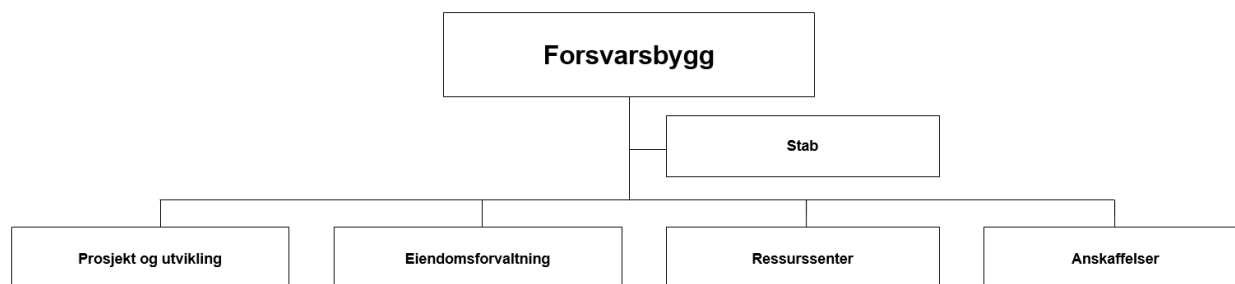 Forsvarsbygg
Stab
Prosjekt og utvikling
Eiendomsforvaltning
Ressurssenter
Anskaffelser